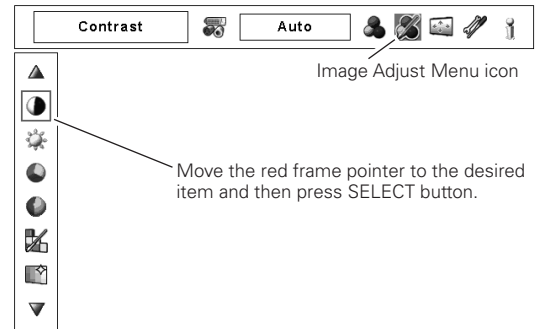 Contrast
Auto
Image Adjust Menu icon
Move the red frame pointer to the desired
item and then press SELECT button.